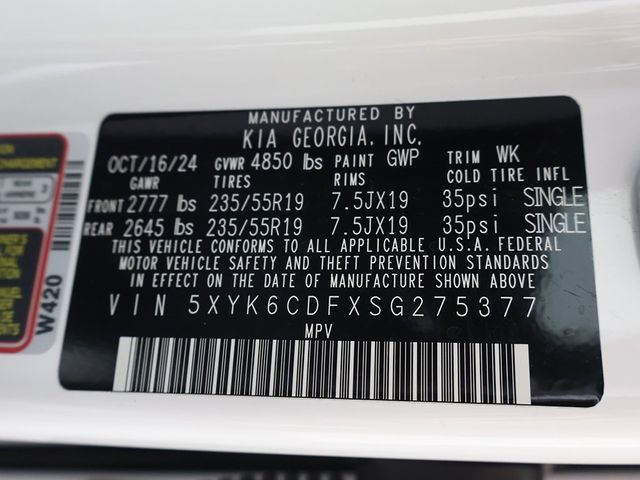 MANUFACTURED BY
KIA GEORGIA, INC.
OCT/16/24 GVWR 4850 lbs PAINT GWP TRIM WK
GAWR TIRES RIMS COLD TIRE INFL
FRONT 2777 lbs 235/55R19 7.5JX19 35psi SINGLE
REAR 2645 lbs 235/55R19 7.5JX19 35psi SINGLE
THIS VEHICLE CONFORMS TO ALL APPLICABLE U.S.A. FEDERAL
MOTOR VEHICLE SAFETY AND THEFT PREVENTION STANDARDS
IN EFFECT ON THE DATE OF MANUFACTURE SHOWN ABOVE
VIN 5XYK6CDFXSG275377
MPV
W420